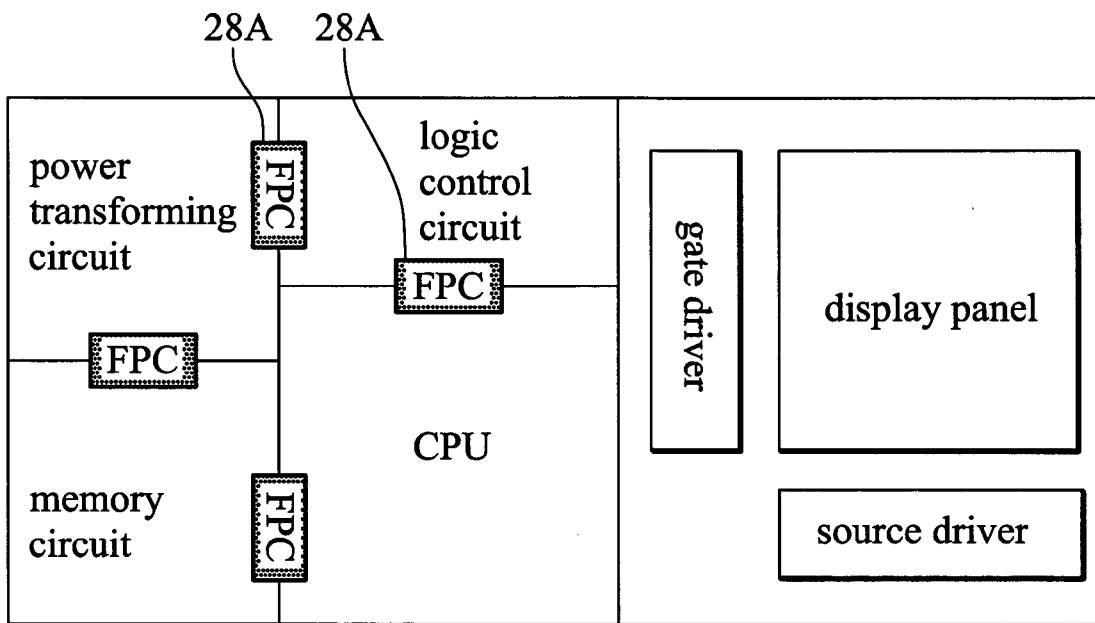 28A
28A
power
transforming
circuit
FPC
logic
control
circuit
FPC
gate driver
display panel
FPC
CPU
memory
circuit
FPC
source driver